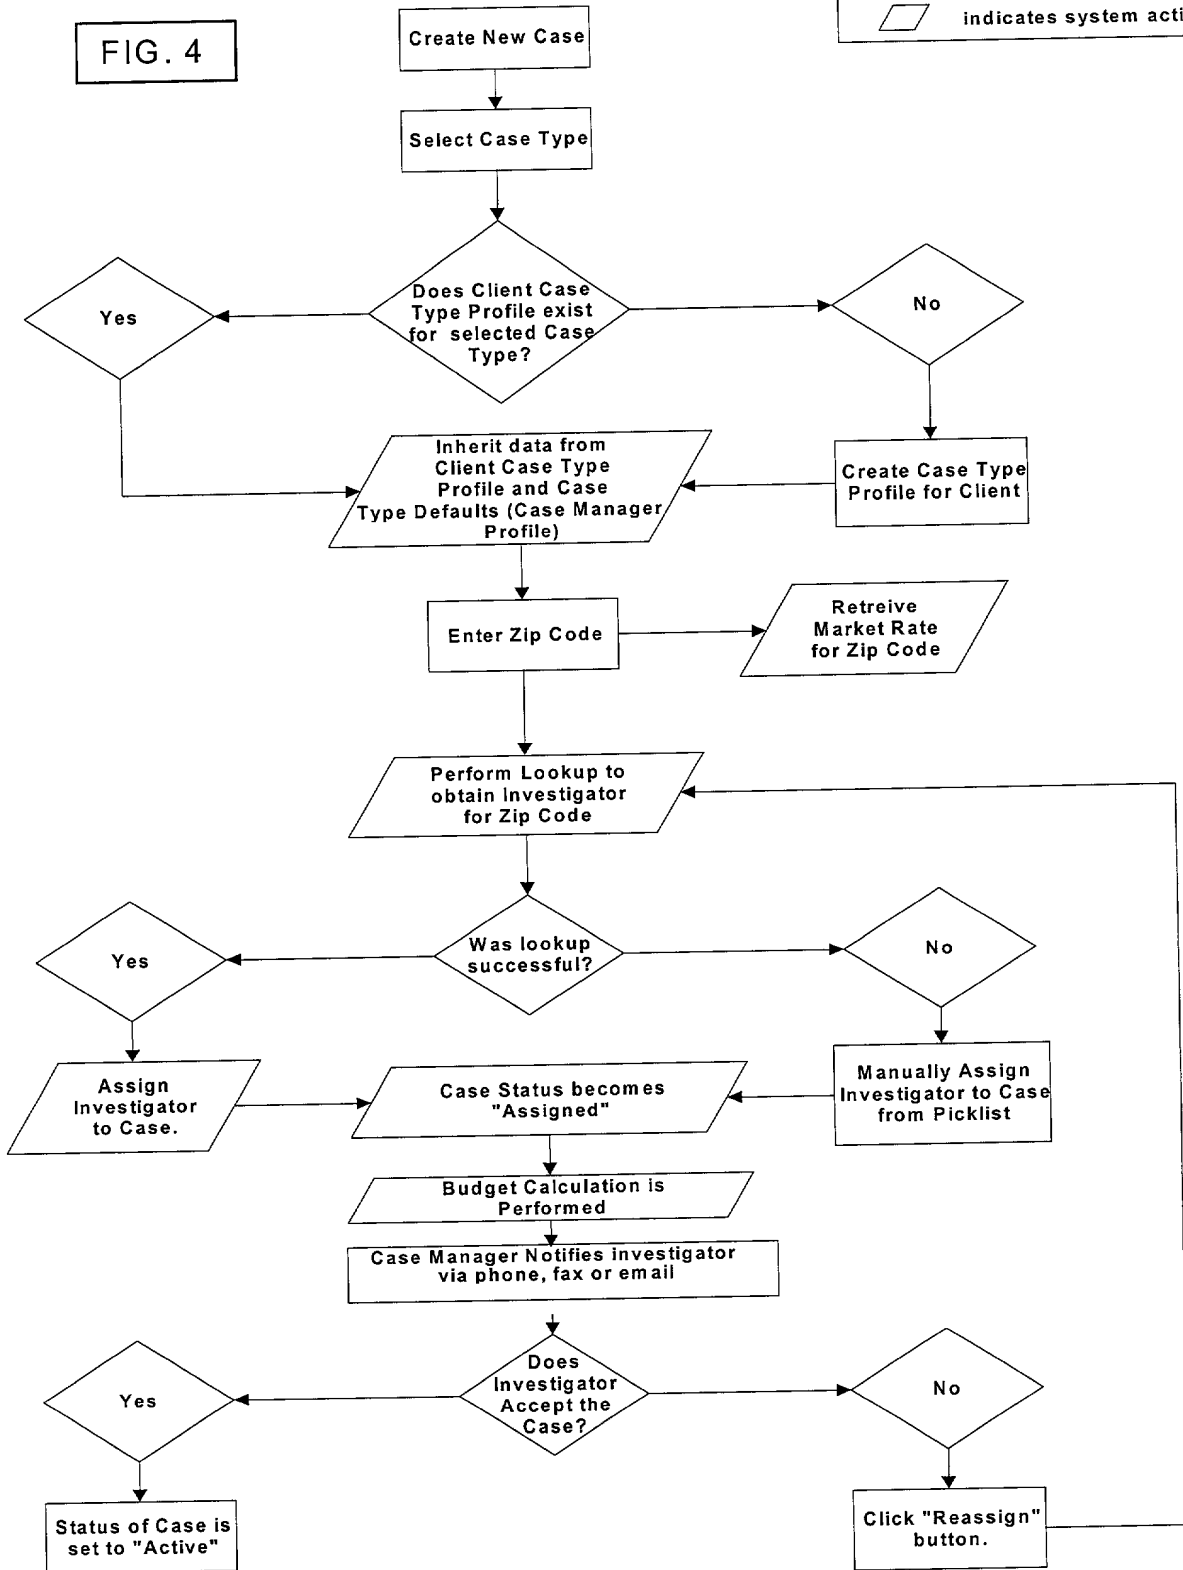 FIG. 4
indicates system acti
Create New Case
Select Case Type
Does Client Case
Type Profile exist
for selected Case
Type?
Yes
No
Inherit data from
Client Case Type
Profile and Case
Type Defaults (Case Manager
Profile)
Create Case Type
Profile for Client
Enter Zip Code
Retreive
Market Rate
for Zip Code
Perform Lookup to
obtain Investigator
for Zip Code
Was lookup
successful?
Yes
No
Assign
Investigator
to Case.
Case Status becomes
"Assigned"
Manually Assign
Investigator to Case
from Picklist
Budget Calculation is
Performed
Case Manager Notifies investigator
via phone, fax or email
Does
Investigator
Accept the
Case?
Yes
No
Status of Case is
set to "Active"
Click "Reassign"
button.